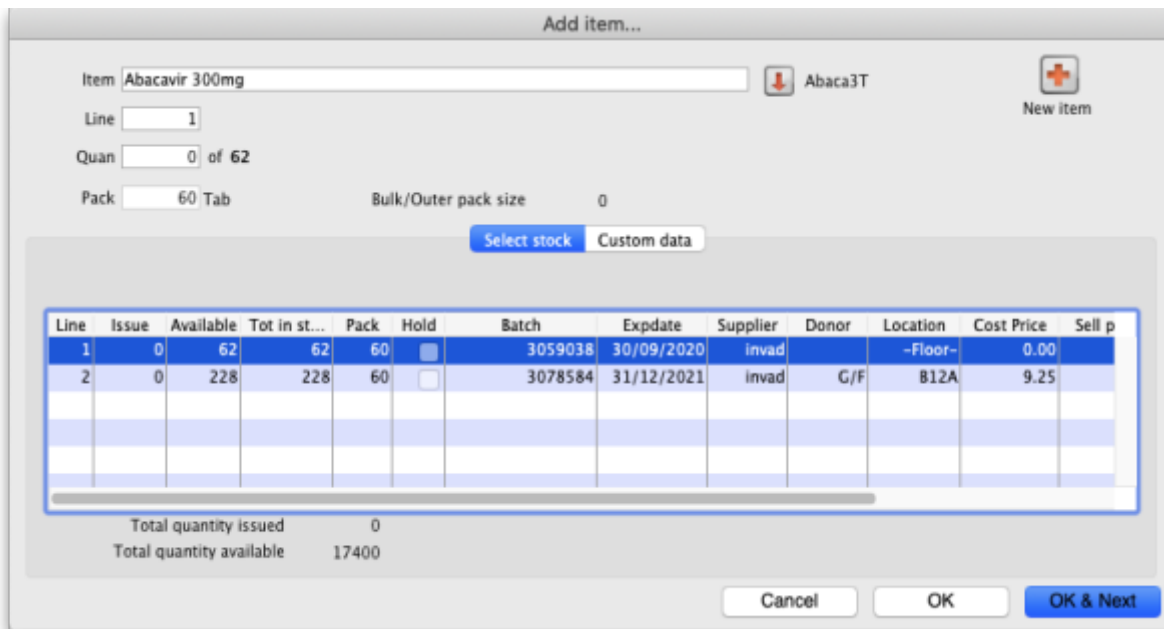 Add item...
Item Abacavir 300mg Abaca3T
New item
Line 1
Quan 0 of 62
Pack 60 Tab Bulk/Outer pack size 0
Select stock Custom data
Line Issue Available Tot in st... Pack Hold Batch Expdate Supplier Donor Location Cost Price Sell p
1 0 62 62 60 3059038 30/09/2020 invad -Floor- 0.00
2 0 228 228 60 3078584 31/12/2021 invad G/F B12A 9.25
Total quantity issued 0
Total quantity available 17400
Cancel OK OK & Next